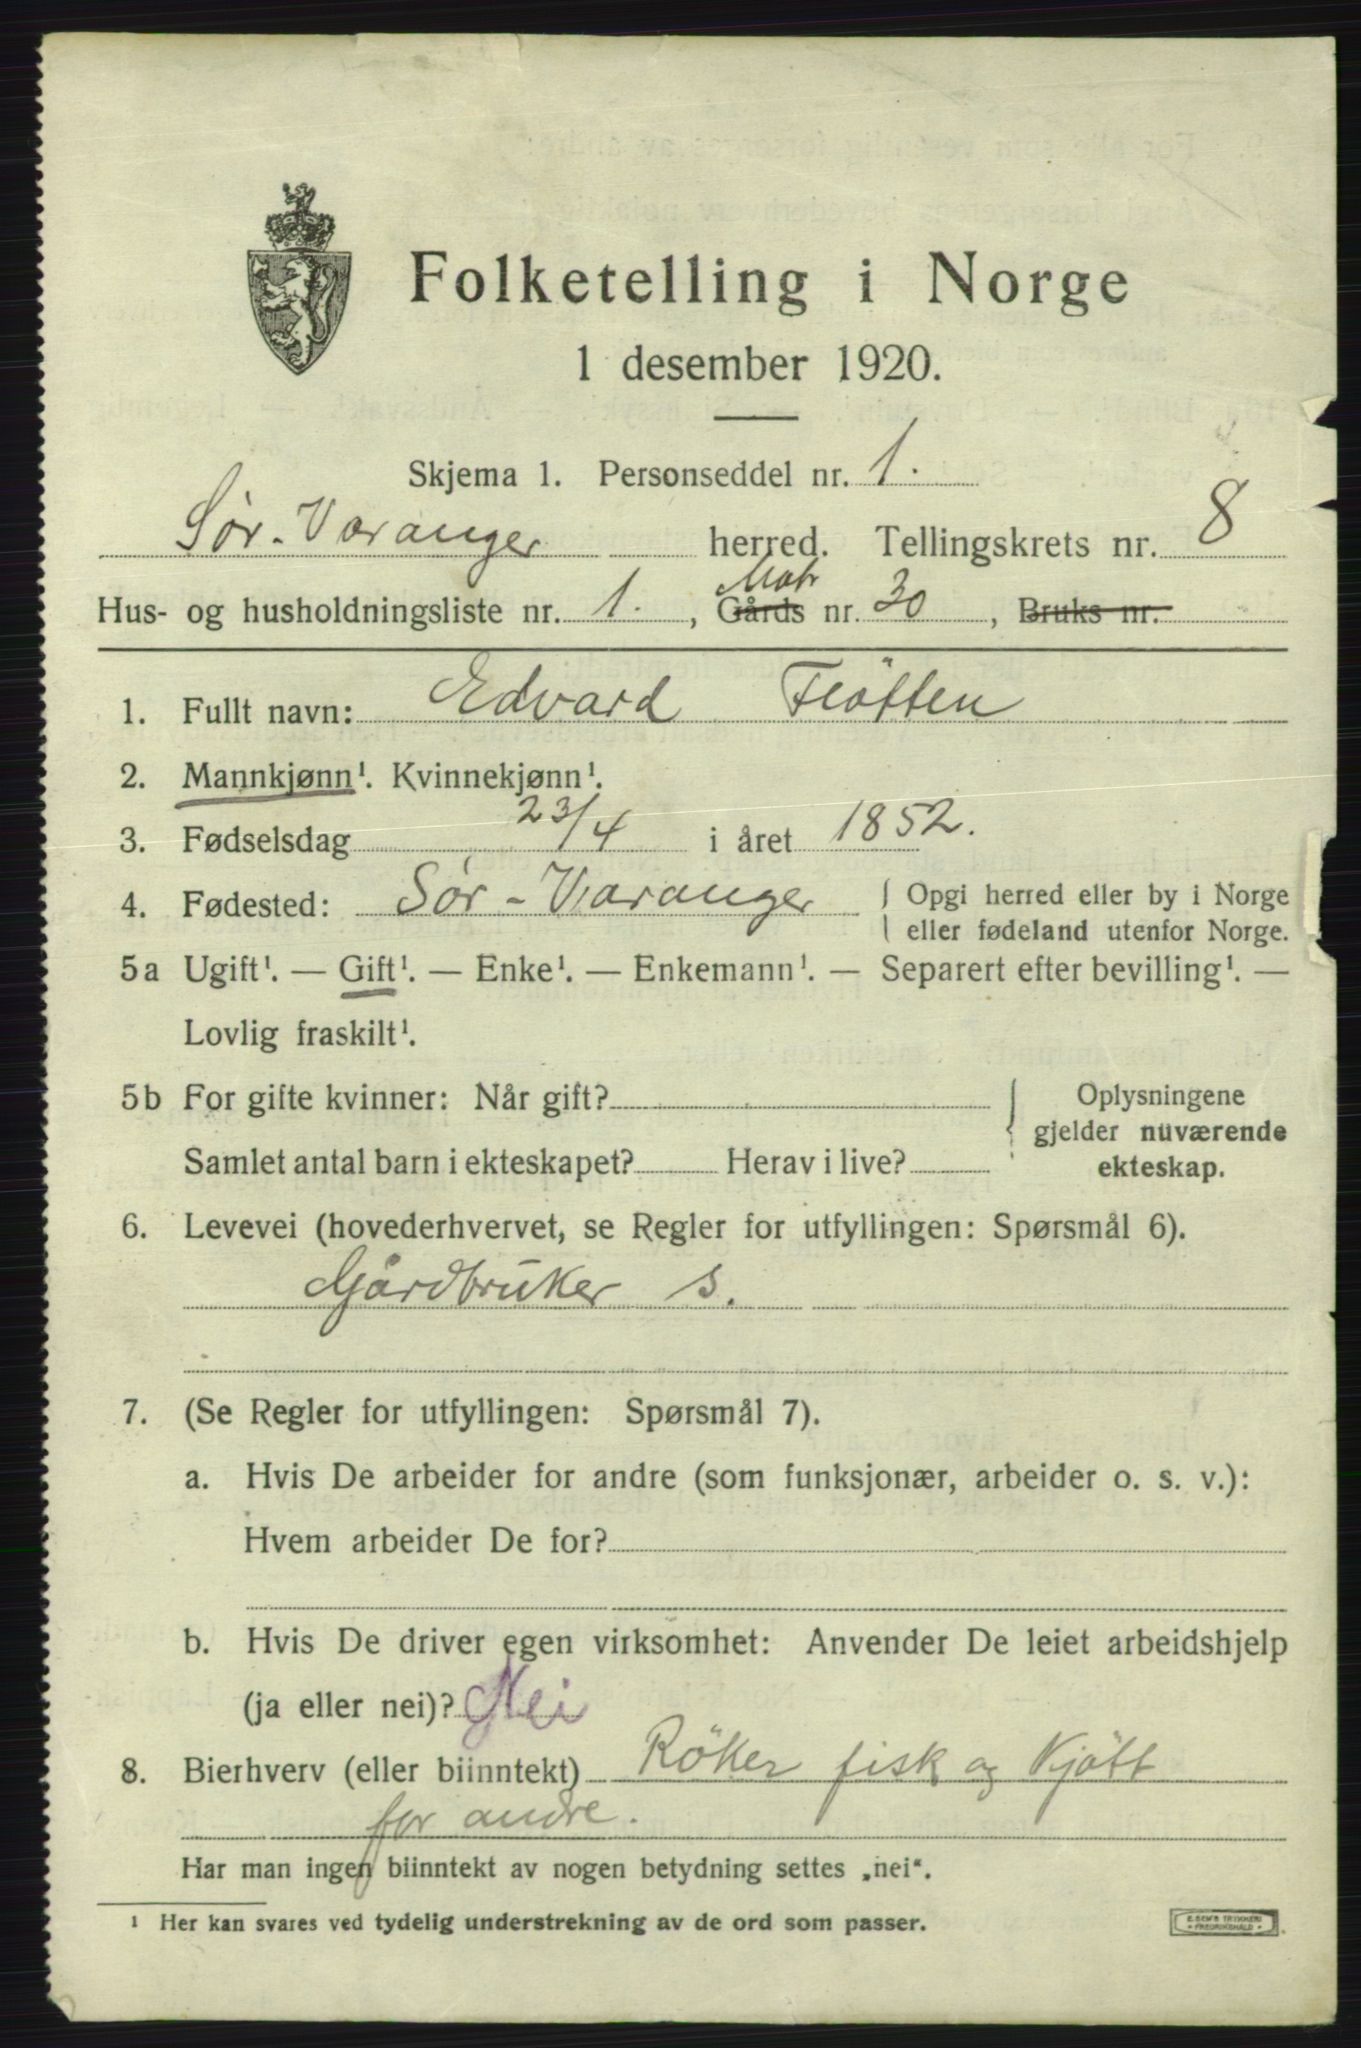 Folketelling i Norge
1 desember 1920.
Skjema 1. Personseddel nr. 1.
Sør-Varanger herred. Tellingskrets nr. 8
Matr
Hus- og husholdningsliste nr. 1. , Gårds nr. 30 , Bruks nr.
1. Fullt navn: Edvard Flötten
2. Mannkjønn¹. Kvinnekjønn¹.
3. Fødselsdag 23/4 i året 1852.
4. Fødested: Sør-Varanger { Opgi herred eller by i Norge
eller fødeland utenfor Norge.
5a Ugift¹. — Gift¹. — Enke¹. — Enkemann¹. — Separert efter bevilling¹. —
Lovlig fraskilt¹.
5b For gifte kvinner: Når gift? { Oplysningene
gjelder nuværende
Samlet antal barn i ekteskapet? Herav i live? ekteskap.
6. Levevei (hovederhvervet, se Regler for utfyllingen: Spørsmål 6).
Gårdbruker s.
7. (Se Regler for utfyllingen: Spørsmål 7).
a. Hvis De arbeider for andre (som funksjonær, arbeider o. s. v.):
Hvem arbeider De for?
b. Hvis De driver egen virksomhet: Anvender De leiet arbeidshjelp
(ja eller nei)? Nei
8. Bierhverv (eller biinntekt) Röker fisk og Kjött
for andre.
Har man ingen biinntekt av nogen betydning settes „nei“.
¹ Her kan svares ved tydelig understrekning av de ord som passer.
E. SEM'S TRYKKERI
FREDRIKSHALD